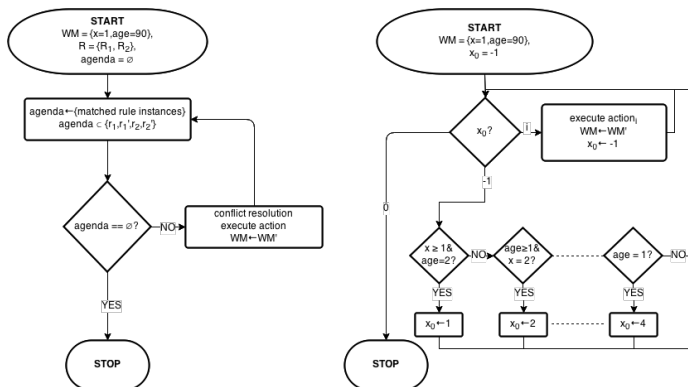 START
WM = {x=1,age=90},
R = {R₁, R₂},
agenda = ∅
agenda←{matched rule instances}
agenda ⊂ {r₁,r₁',r₂,r₂'}
agenda == ∅?
NO
conflict resolution
execute action
WM←WM'
YES
STOP
START
WM = {x=1,age=90},
x₀ = -1
x₀?
i
execute actionᵢ
WM←WM'
x₀← -1
0
-1
x ≥ 1&
age=2?
NO
age≥1&
x = 2?
age = 1?
NO
YES
YES
YES
x₀←1
x₀←2
x₀←4
STOP